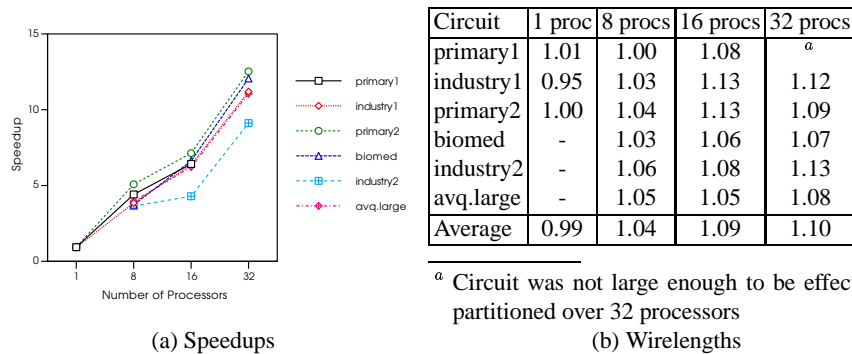 15
10
5
0
Speedup
1
8
16
32
Number of Processors
primary1
industry1
primary2
biomed
industry2
avq.large
(a) Speedups
Circuit 1 proc 8 procs 16 procs 32 procs
primary1 1.01 1.00 1.08 a
industry1 0.95 1.03 1.13 1.12
primary2 1.00 1.04 1.13 1.09
biomed - 1.03 1.06 1.07
industry2 - 1.06 1.08 1.13
avq.large - 1.05 1.05 1.08
Average 0.99 1.04 1.09 1.10
a Circuit was not large enough to be effec
partitioned over 32 processors
(b) Wirelengths